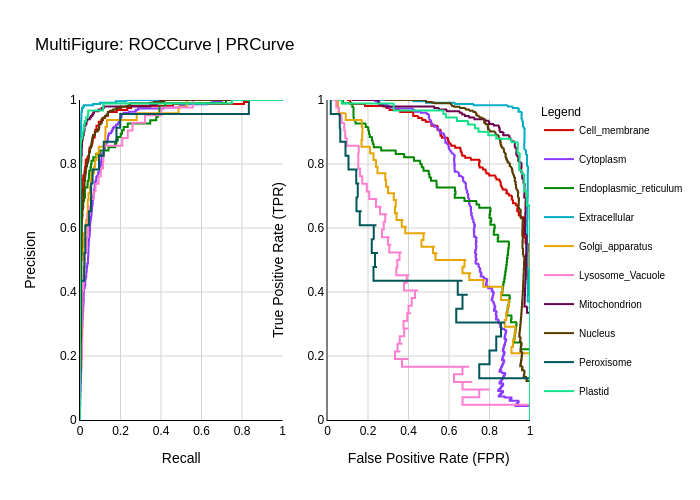 MultiFigure: ROCCurve | PRCurve
Precision
1
0.8
0.6
0.4
0.2
0
0 0.2 0.4 0.6 0.8 1
Recall
True Positive Rate (TPR)
1
0.8
0.6
0.4
0.2
0
0 0.2 0.4 0.6 0.8 1
False Positive Rate (FPR)
Legend
Cell_membrane
Cytoplasm
Endoplasmic_reticulum
Extracellular
Golgi_apparatus
Lysosome_Vacuole
Mitochondrion
Nucleus
Peroxisome
Plastid